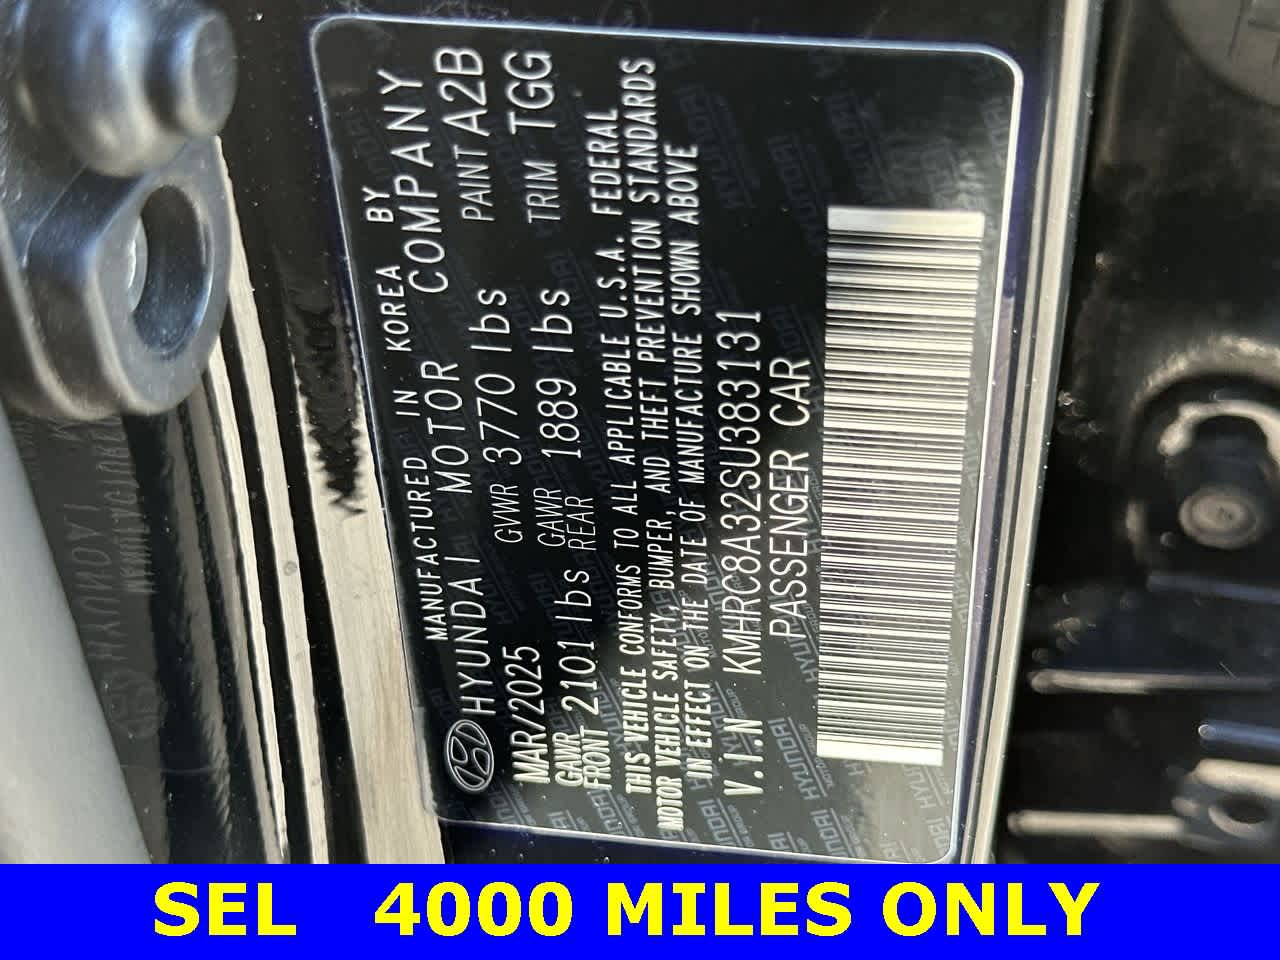 MANUFACTURED IN KOREA BY
HYUNDAI MOTOR COMPANY
MAR/2025 GVWR 3770 lbs PAINT A2B
GAWR FRONT 2101 lbs GAWR REAR 1889 lbs TRIM TGG
THIS VEHICLE CONFORMS TO ALL APPLICABLE U.S.A. FEDERAL
MOTOR VEHICLE SAFETY, BUMPER, AND THEFT PREVENTION STANDARDS
IN EFFECT ON THE DATE OF MANUFACTURE SHOWN ABOVE
V.I.N KMHRC8A32SU383131
PASSENGER CAR
SEL 4000 MILES ONLY